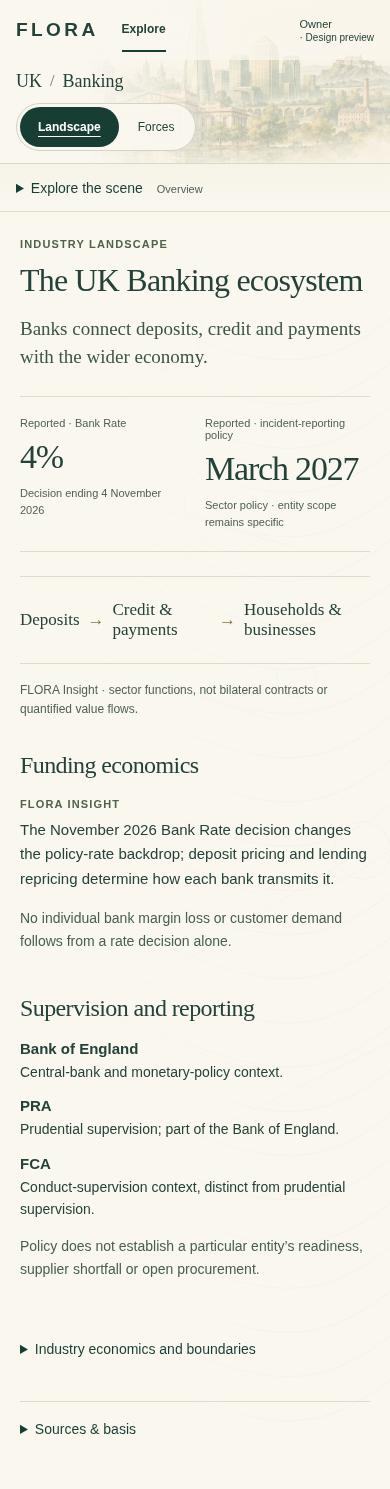 FLORA
Explore
Owner
· Design preview
UK / Banking
Landscape
Forces
▶ Explore the scene Overview
INDUSTRY LANDSCAPE
The UK Banking ecosystem
Banks connect deposits, credit and payments
with the wider economy.
Reported · Bank Rate
4%
Decision ending 4 November
2026
Reported · incident-reporting
policy
March 2027
Sector policy · entity scope
remains specific
Deposits → Credit &
payments → Households &
businesses
FLORA Insight · sector functions, not bilateral contracts or
quantified value flows.
Funding economics
FLORA INSIGHT
The November 2026 Bank Rate decision changes
the policy-rate backdrop; deposit pricing and lending
repricing determine how each bank transmits it.
No individual bank margin loss or customer demand
follows from a rate decision alone.
Supervision and reporting
Bank of England
Central-bank and monetary-policy context.
PRA
Prudential supervision; part of the Bank of England.
FCA
Conduct-supervision context, distinct from prudential
supervision.
Policy does not establish a particular entity's readiness,
supplier shortfall or open procurement.
▶ Industry economics and boundaries
▶ Sources & basis